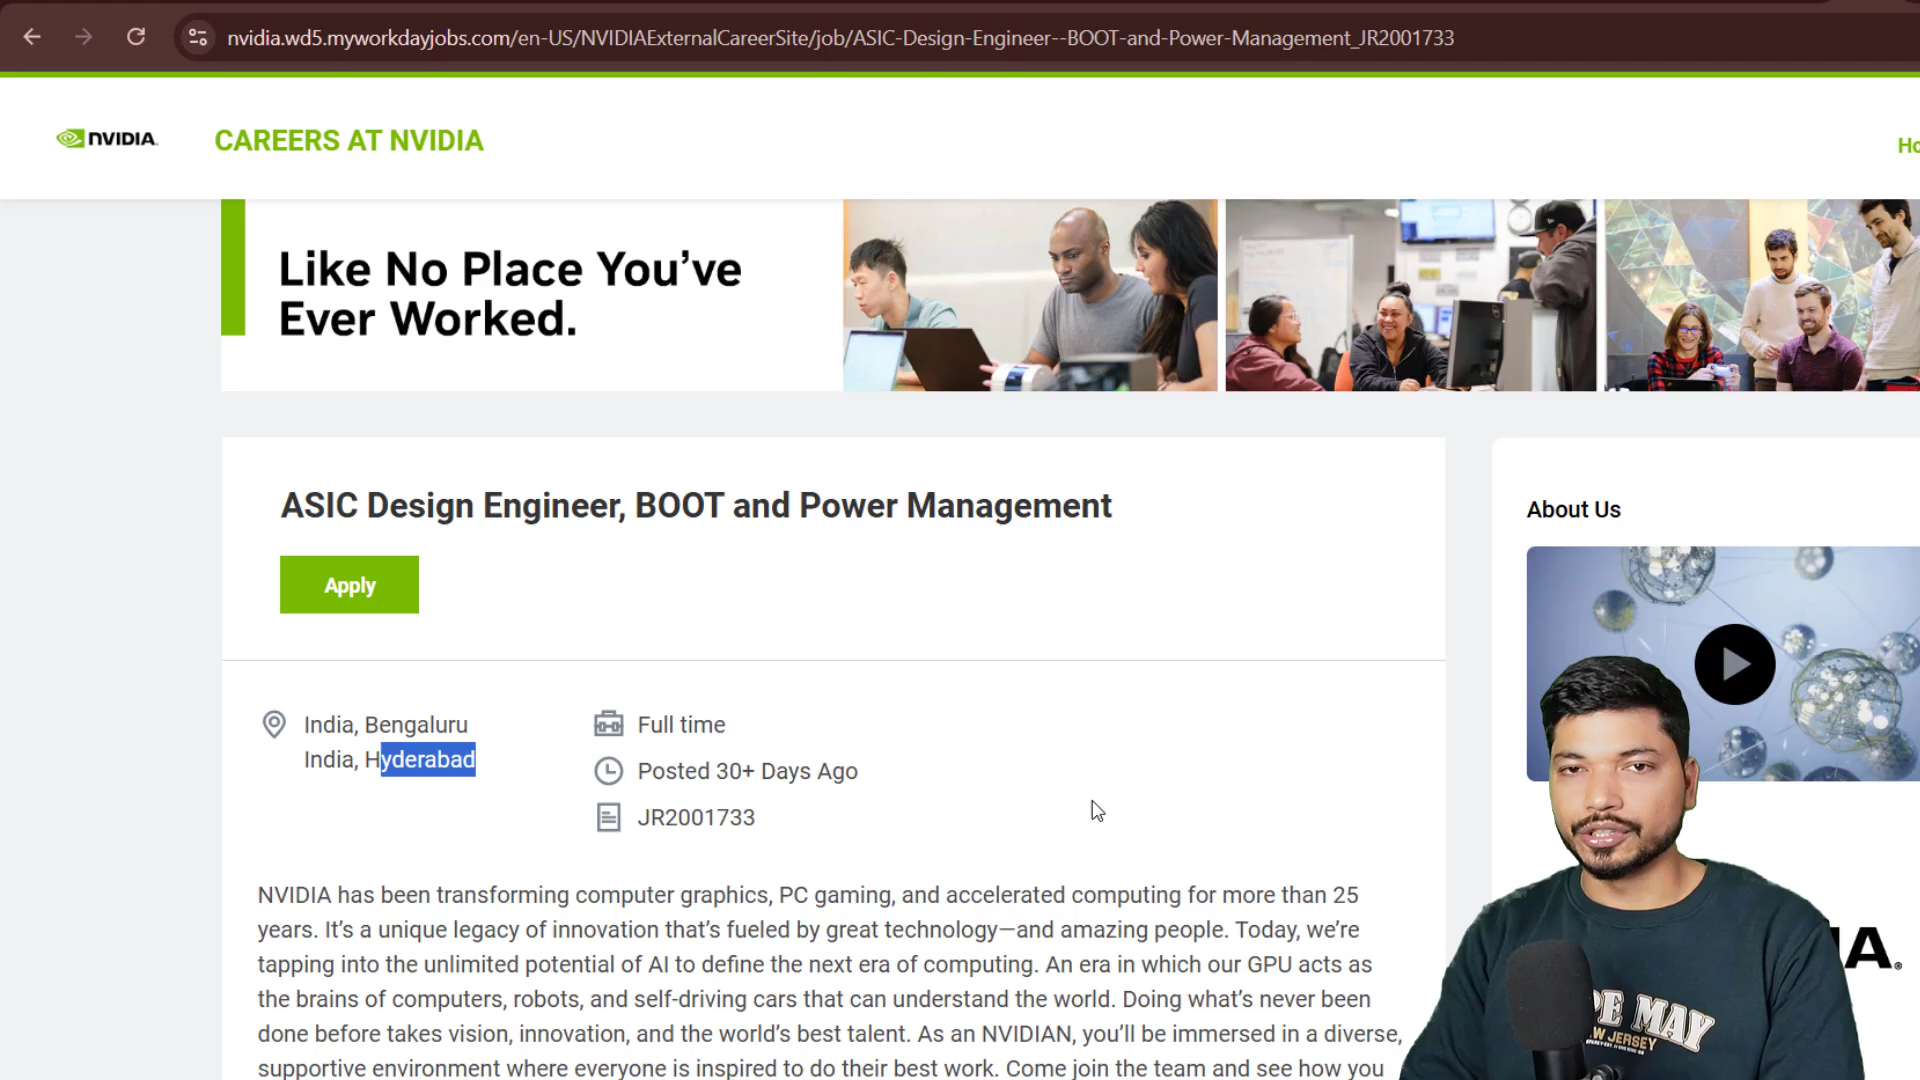 nvidia.wd5.myworkdayjobs.com/en-US/NVIDIAExternalCareerSite/job/ASIC-Design-Engineer--BOOT-and-Power-Management_JR2001733
NVIDIA.
CAREERS AT NVIDIA
Like No Place You’ve
Ever Worked.
ASIC Design Engineer, BOOT and Power Management
Apply
India, Bengaluru
India, Hyderabad
Full time
Posted 30+ Days Ago
JR2001733
NVIDIA has been transforming computer graphics, PC gaming, and accelerated computing for more than 25
years. It’s a unique legacy of innovation that’s fueled by great technology—and amazing people. Today, we’re
tapping into the unlimited potential of AI to define the next era of computing. An era in which our GPU acts as
the brains of computers, robots, and self-driving cars that can understand the world. Doing what’s never been
done before takes vision, innovation, and the world’s best talent. As an NVIDIAN, you’ll be immersed in a diverse,
supportive environment where everyone is inspired to do their best work. Come join the team and see how you
About Us
MAY
JERSEY